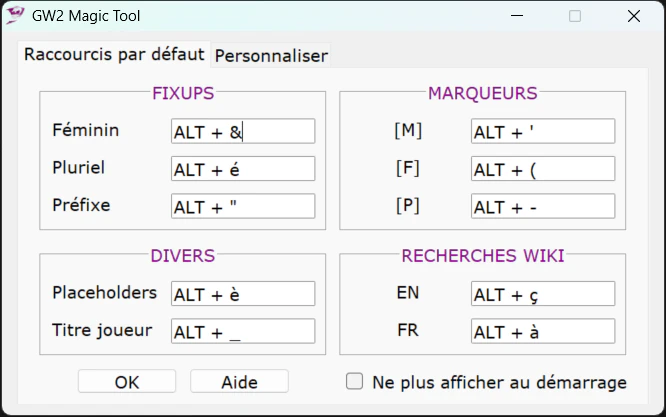 GW2 Magic Tool
Raccourcis par défaut Personnaliser
FIXUPS
Féminin ALT + &
Pluriel ALT + é
Préfixe ALT + "
MARQUEURS
[M] ALT + '
[F] ALT + (
[P] ALT + -
DIVERS
Placeholders ALT + è
Titre joueur ALT + _
RECHERCHES WIKI
EN ALT + ç
FR ALT + à
OK Aide Ne plus afficher au démarrage